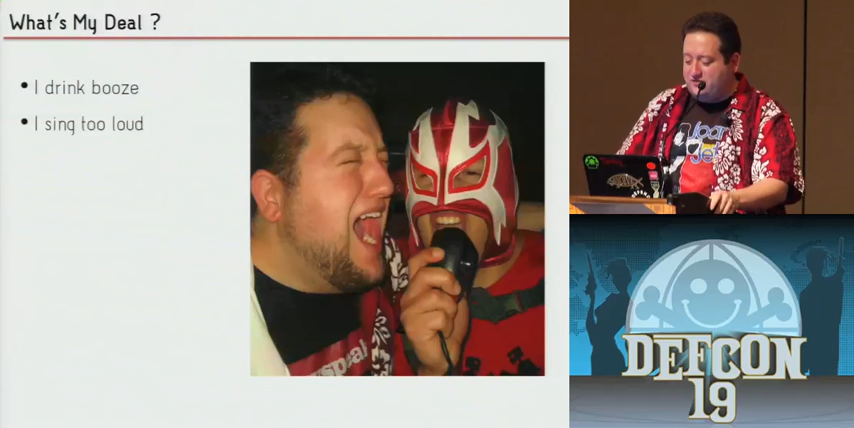 What's My Deal ?
• I drink booze
• I sing too loud
DEFCON
19